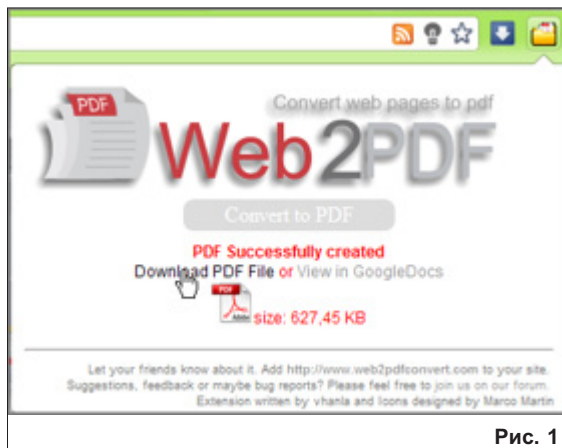 Convert web pages to pdf
PDF
Web2PDF
Convert to PDF
PDF Successfully created
Download PDF File or View in GoogleDocs
PDF
Adobe
size: 627,45 KB
Let your friends know about it. Add http://www.web2pdfconvert.com to your site.
Suggestions, feedback or maybe bug reports? Please feel free to join us on our forum.
Extension written by vhanla and Icons designed by Marco Martin
Рис. 1